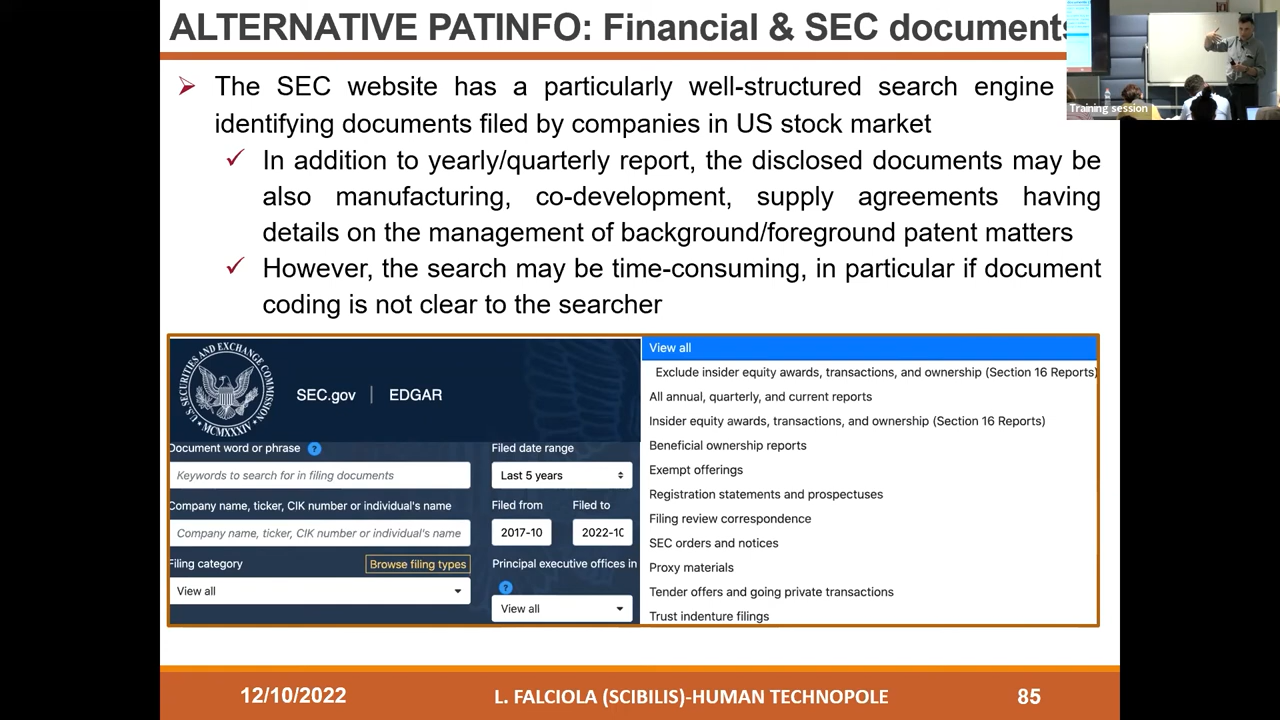 ALTERNATIVE PATINFO: Financial & SEC documents
Training session
The SEC website has a particularly well-structured search engine
identifying documents filed by companies in US stock market
In addition to yearly/quarterly report, the disclosed documents may be
also manufacturing, co-development, supply agreements having
details on the management of background/foreground patent matters
However, the search may be time-consuming, in particular if document
coding is not clear to the searcher
U.S. SECURITIES AND EXCHANGE COMMISSION
MCMXXXIV
SEC.gov | EDGAR
Document word or phrase ?
Keywords to search for in filing documents
Filed date range
Last 5 years
Company name, ticker, CIK number or individual's name
Company name, ticker, CIK number or individual's name
Filed from
Filed to
2017-10
2022-10
Filing category
Browse filing types
View all
Principal executive offices in
?
View all
View all
Exclude insider equity awards, transactions, and ownership (Section 16 Reports)
All annual, quarterly, and current reports
Insider equity awards, transactions, and ownership (Section 16 Reports)
Beneficial ownership reports
Exempt offerings
Registration statements and prospectuses
Filing review correspondence
SEC orders and notices
Proxy materials
Tender offers and going private transactions
Trust indenture filings
12/10/2022
L. FALCIOLA (SCIBILIS)-HUMAN TECHNOPOLE
85